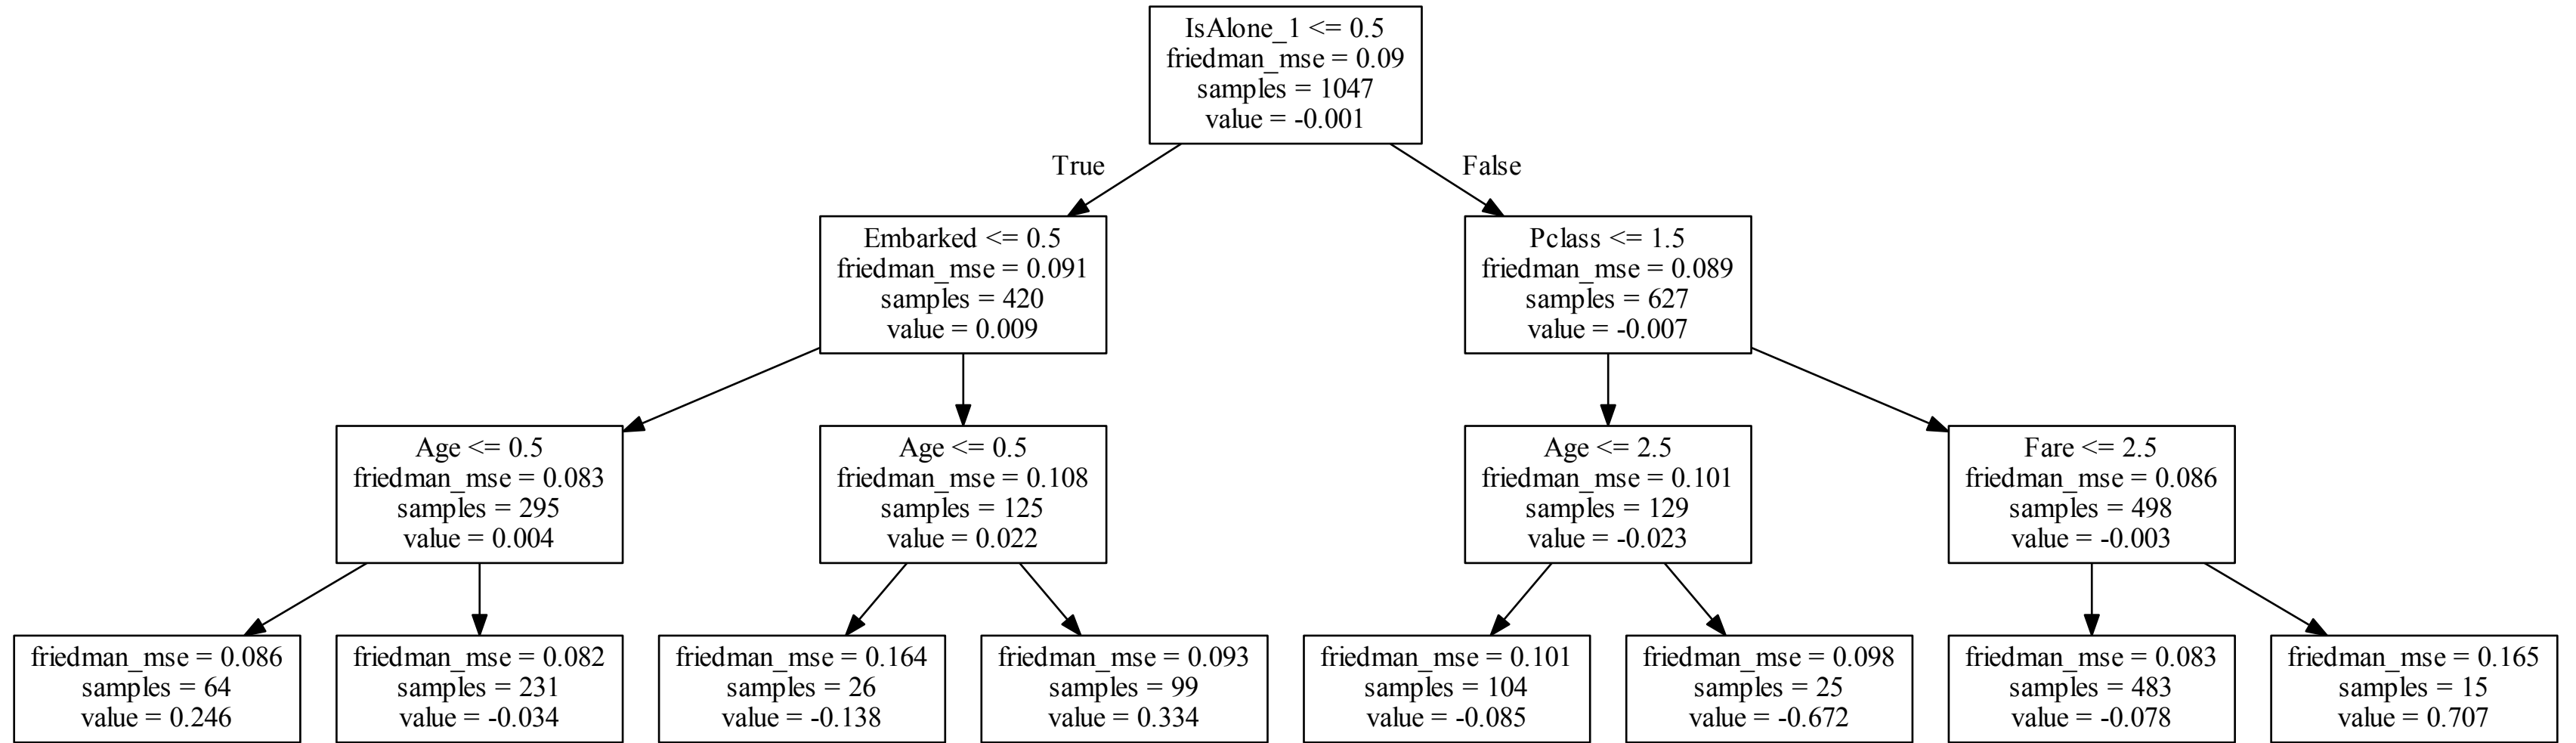 IsAlone_1 <= 0.5
friedman_mse = 0.09
samples = 1047
value = -0.001
True
False
Embarked <= 0.5
friedman_mse = 0.091
samples = 420
value = 0.009
Pclass <= 1.5
friedman_mse = 0.089
samples = 627
value = -0.007
Age <= 0.5
friedman_mse = 0.083
samples = 295
value = 0.004
Age <= 0.5
friedman_mse = 0.108
samples = 125
value = 0.022
Age <= 2.5
friedman_mse = 0.101
samples = 129
value = -0.023
Fare <= 2.5
friedman_mse = 0.086
samples = 498
value = -0.003
friedman_mse = 0.086
samples = 64
value = 0.246
friedman_mse = 0.082
samples = 231
value = -0.034
friedman_mse = 0.164
samples = 26
value = -0.138
friedman_mse = 0.093
samples = 99
value = 0.334
friedman_mse = 0.101
samples = 104
value = -0.085
friedman_mse = 0.098
samples = 25
value = -0.672
friedman_mse = 0.083
samples = 483
value = -0.078
friedman_mse = 0.165
samples = 15
value = 0.707